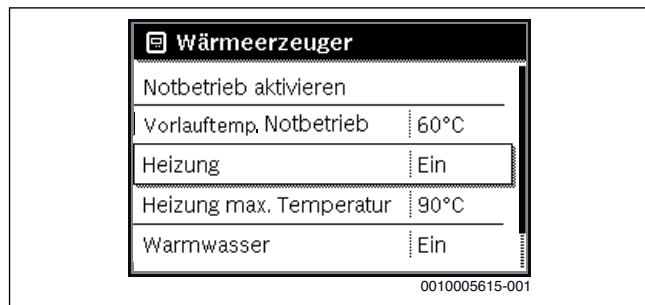 Wärmeerzeuger
Notbetrieb aktivieren
Vorlauftemp. Notbetrieb 60°C
Heizung Ein
Heizung max. Temperatur 90°C
Warmwasser Ein
0010005615-001